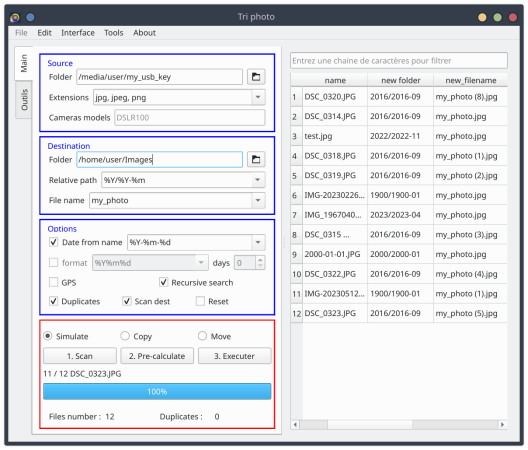 Tri photo
File Edit Interface Tools About
Main
Outils
Source
Folder /media/user/my_usb_key
Extensions jpg, jpeg, png
Cameras models DSLR100
Destination
Folder /home/user/Images
Relative path %Y/%Y-%m
File name my_photo
Options
Date from name %Y-%m-%d
format %Y%m%d days 0
GPS Recursive search
Duplicates Scan dest Reset
Simulate Copy Move
1. Scan 2. Pre-calculate 3. Executer
11 / 12 DSC_0323.JPG
100%
Files number : 12 Duplicates : 0
Entrez une chaine de caractères pour filtrer
name new folder new_filename
1 DSC_0320.JPG 2016/2016-09 my_photo (8).jpg
2 DSC_0314.JPG 2016/2016-09 my_photo.jpg
3 test.jpg 2022/2022-11 my_photo.jpg
4 DSC_0318.JPG 2016/2016-09 my_photo (1).jpg
5 DSC_0319.JPG 2016/2016-09 my_photo (2).jpg
6 IMG-20230226... 1900/1900-01 my_photo.jpg
7 IMG_1967040... 2023/2023-04 my_photo.jpg
8 DSC_0315 ... 2016/2016-09 my_photo (3).jpg
9 2000-01-01.JPG 2000/2000-01 my_photo.jpg
10 DSC_0322.JPG 2016/2016-09 my_photo (4).jpg
11 IMG-20230512... 1900/1900-01 my_photo (1).jpg
12 DSC_0323.JPG 2016/2016-09 my_photo (5).jpg